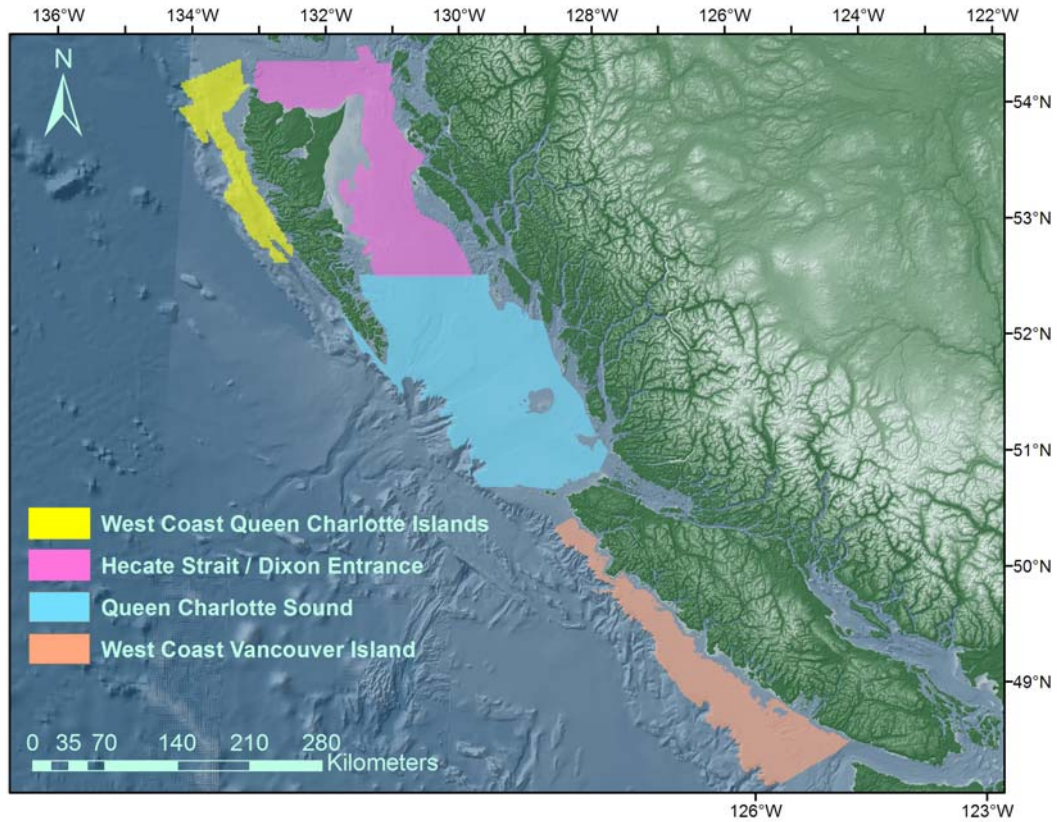 136°W 134°W 132°W 130°W 128°W 126°W 124°W 122°W
N
54°N
53°N
52°N
51°N
50°N
49°N
West Coast Queen Charlotte Islands
Hecate Strait / Dixon Entrance
Queen Charlotte Sound
West Coast Vancouver Island
0 35 70 140 210 280
Kilometers
126°W 123°W